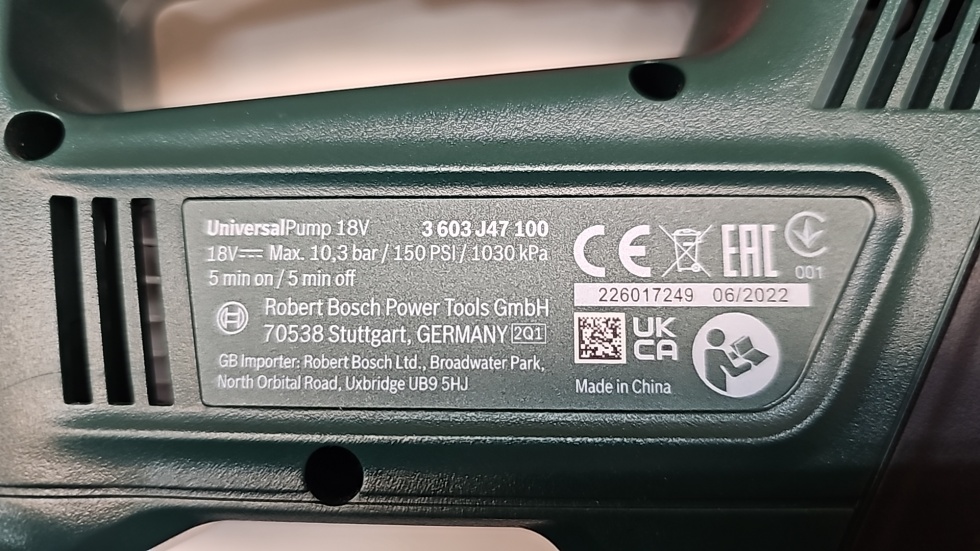 UniversalPump 18V 3 603 J47 100
18V⎓ Max. 10,3 bar / 150 PSI / 1030 kPa
5 min on / 5 min off
Robert Bosch Power Tools GmbH
70538 Stuttgart, GERMANY 2Q1
GB Importer: Robert Bosch Ltd., Broadwater Park,
North Orbital Road, Uxbridge UB9 5HJ
CE EAC
001
226017249 06/2022
UK
CA
Made in China